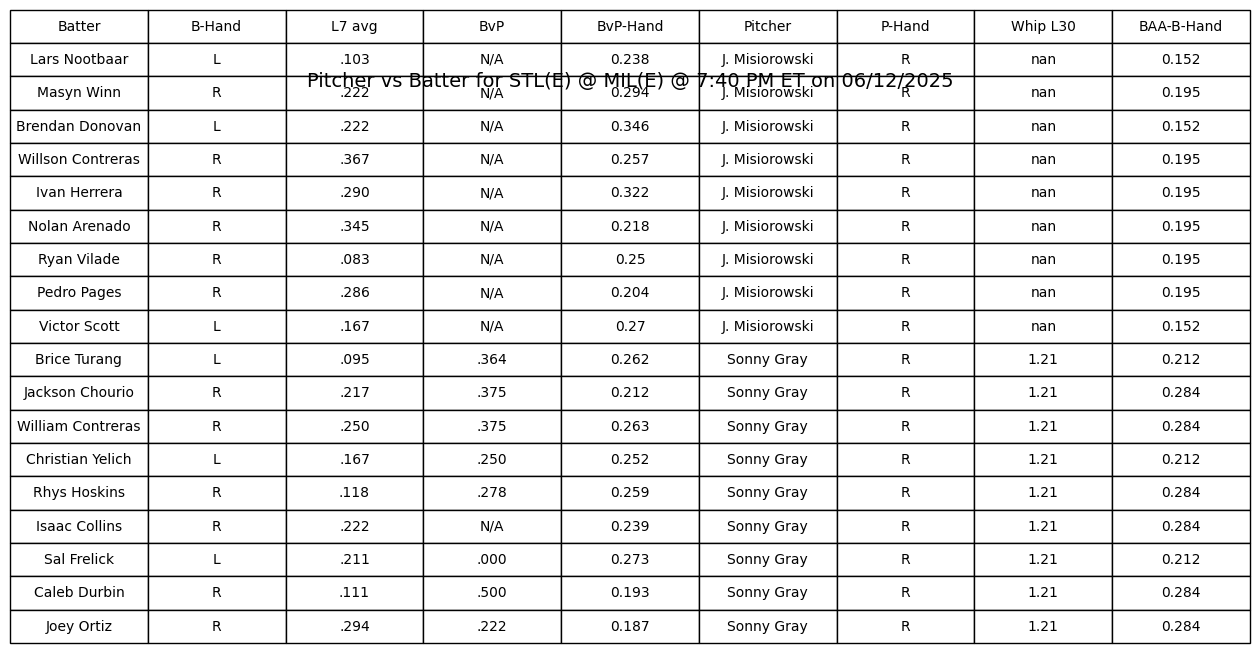 Batter B-Hand L7 avg BvP BvP-Hand Pitcher P-Hand Whip L30 BAA-B-Hand
Lars Nootbaar L .103 N/A 0.238 J. Misiorowski R nan 0.152
Pitcher vs Batter for STL(E) @ MIL(E) @ 7:40 PM ET on 06/12/2025
Masyn Winn R .222 N/A 0.294 J. Misiorowski R nan 0.195
Brendan Donovan L .222 N/A 0.346 J. Misiorowski R nan 0.152
Willson Contreras R .367 N/A 0.257 J. Misiorowski R nan 0.195
Ivan Herrera R .290 N/A 0.322 J. Misiorowski R nan 0.195
Nolan Arenado R .345 N/A 0.218 J. Misiorowski R nan 0.195
Ryan Vilade R .083 N/A 0.25 J. Misiorowski R nan 0.195
Pedro Pages R .286 N/A 0.204 J. Misiorowski R nan 0.195
Victor Scott L .167 N/A 0.27 J. Misiorowski R nan 0.152
Brice Turang L .095 .364 0.262 Sonny Gray R 1.21 0.212
Jackson Chourio R .217 .375 0.212 Sonny Gray R 1.21 0.284
William Contreras R .250 .375 0.263 Sonny Gray R 1.21 0.284
Christian Yelich L .167 .250 0.252 Sonny Gray R 1.21 0.212
Rhys Hoskins R .118 .278 0.259 Sonny Gray R 1.21 0.284
Isaac Collins R .222 N/A 0.239 Sonny Gray R 1.21 0.284
Sal Frelick L .211 .000 0.273 Sonny Gray R 1.21 0.212
Caleb Durbin R .111 .500 0.193 Sonny Gray R 1.21 0.284
Joey Ortiz R .294 .222 0.187 Sonny Gray R 1.21 0.284